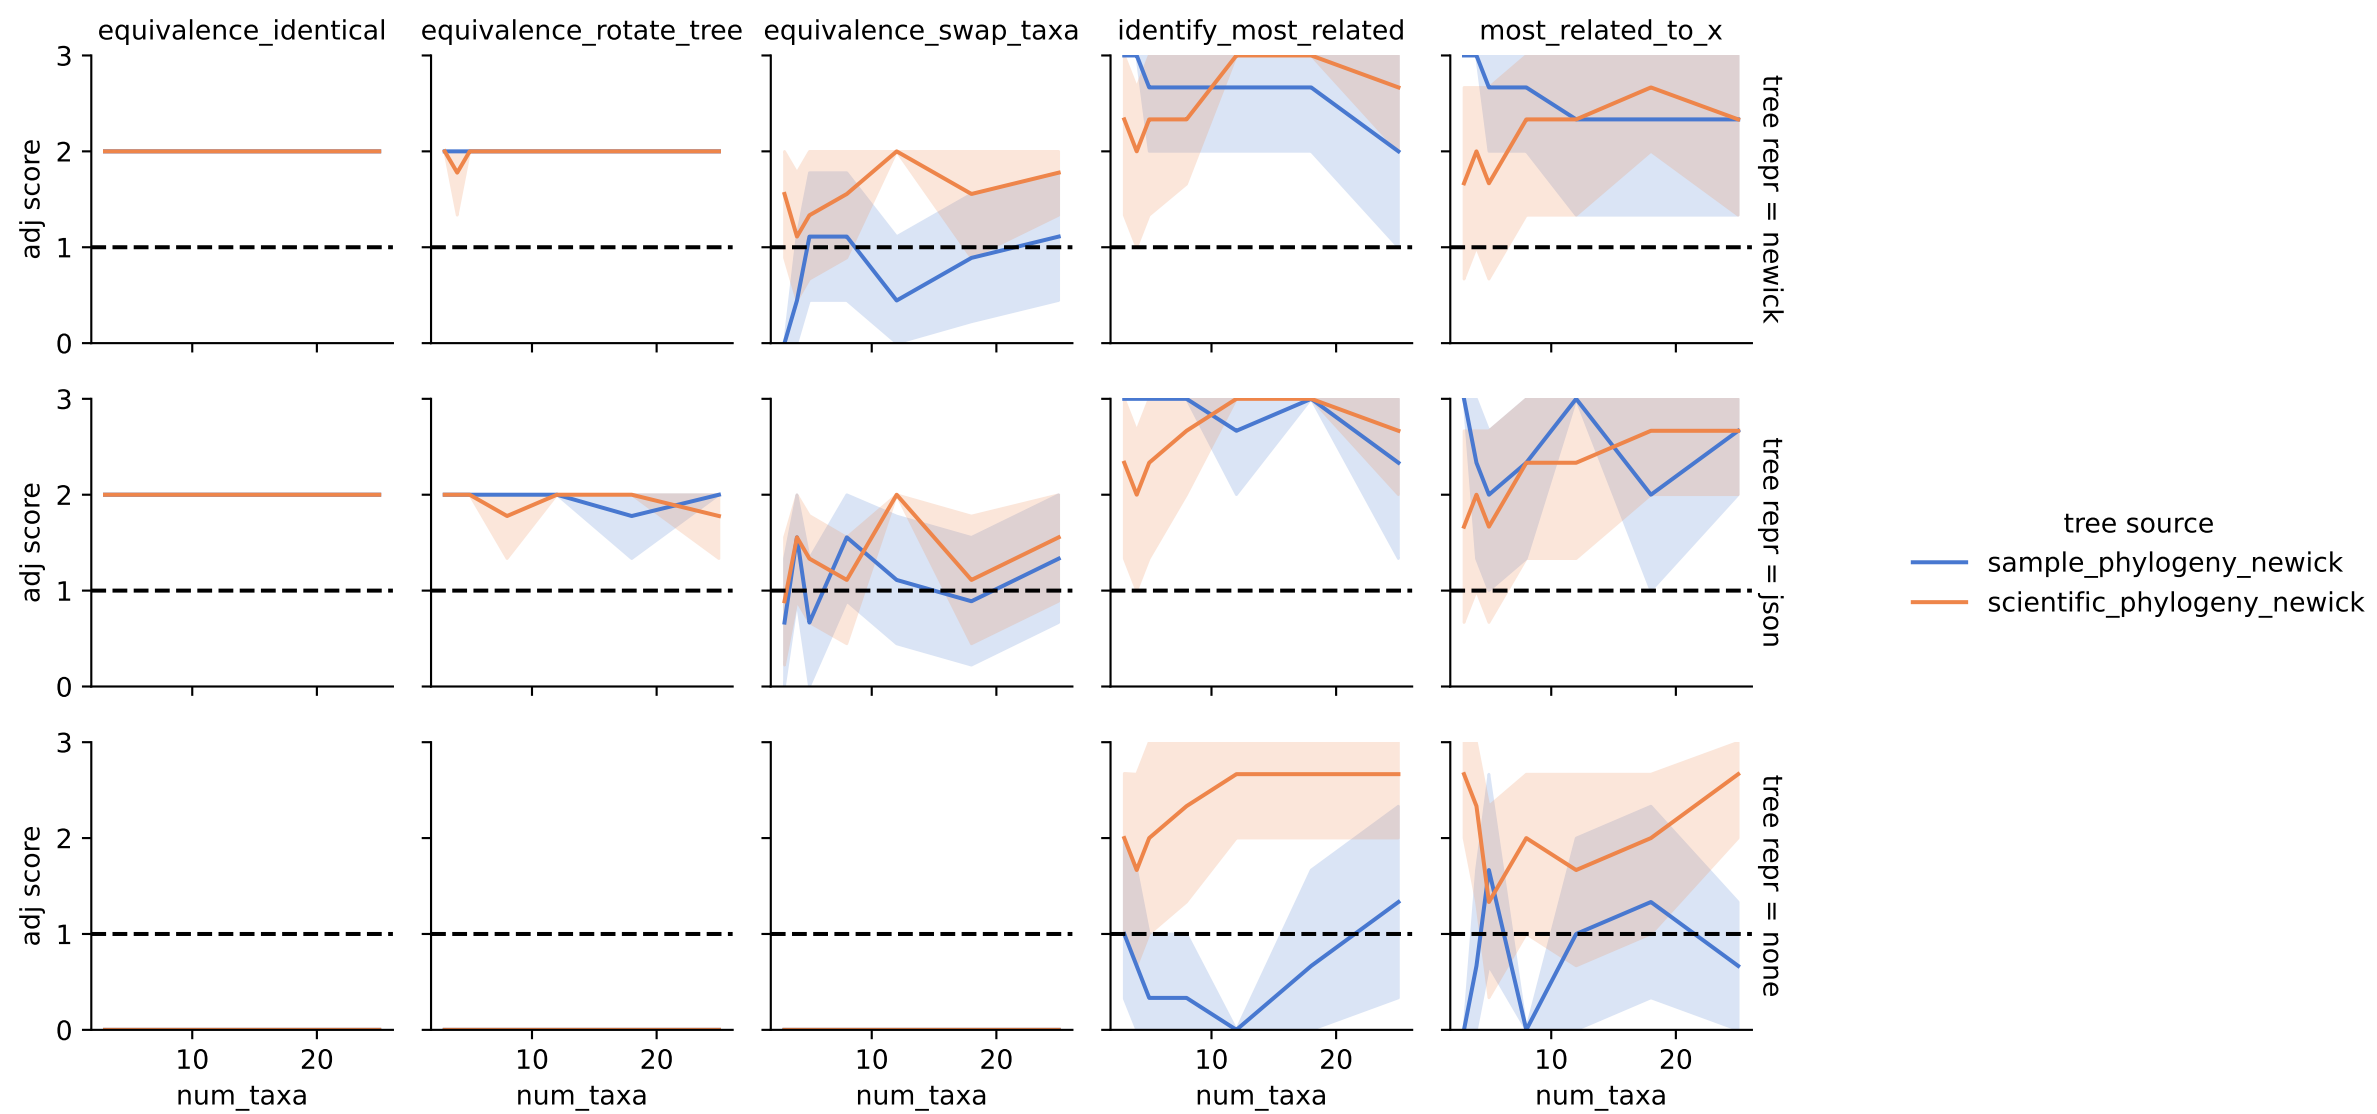 equivalence_identical
equivalence_rotate_tree
equivalence_swap_taxa
identify_most_related
most_related_to_x
adj score
3
2
1
0
tree repr = newick
adj score
3
2
1
0
tree repr = json
tree source
sample_phylogeny_newick
scientific_phylogeny_newick
adj score
3
2
1
0
tree repr = none
10 20
num_taxa
10 20
num_taxa
10 20
num_taxa
10 20
num_taxa
10 20
num_taxa